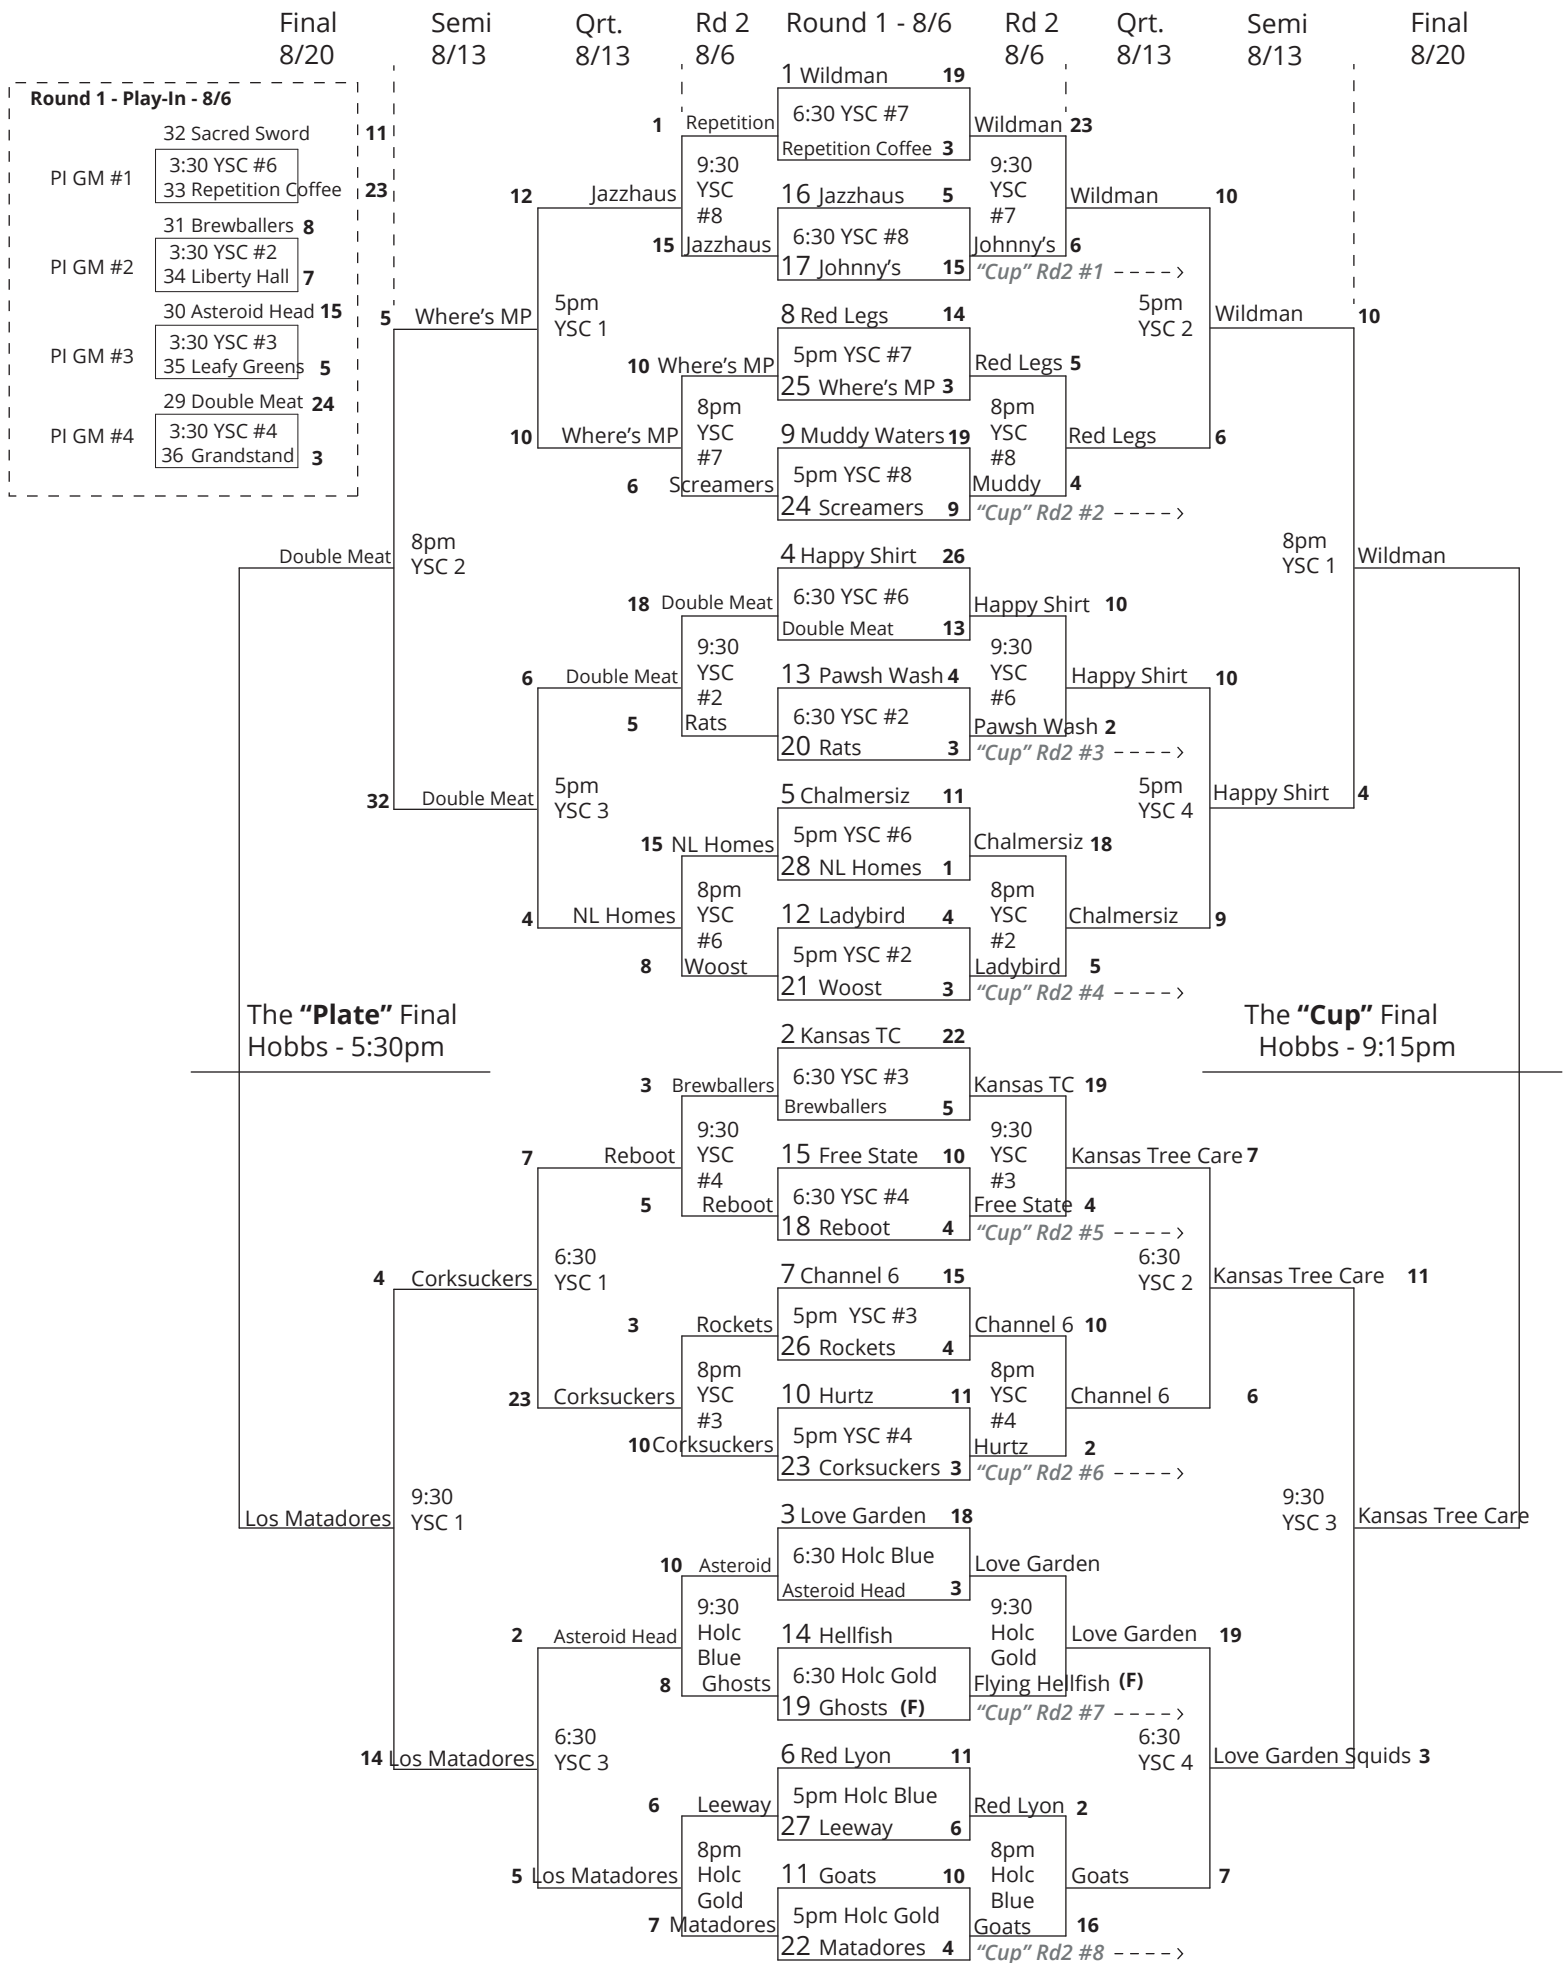 Final
8/20
Semi
8/13
Qrt.
8/13
Rd 2
8/6
Round 1 - 8/6
Rd 2
8/6
Qrt.
8/13
Semi
8/13
Final
8/20
Round 1 - Play-In - 8/6
32 Sacred Sword 11
PI GM #1
3:30 YSC #6
33 Repetition Coffee 23
31 Brewballers 8
PI GM #2
3:30 YSC #2
34 Liberty Hall 7
30 Asteroid Head 15
PI GM #3
3:30 YSC #3
35 Leafy Greens 5
29 Double Meat 24
PI GM #4
3:30 YSC #4
36 Grandstand 3
5 Where's MP
8pm
YSC 2
32 Double Meat
Double Meat
The "Plate" Final
Hobbs - 5:30pm
4 Corksuckers
9:30
YSC 1
14 Los Matadores
Los Matadores
12 Jazzhaus
5pm
YSC 1
10 Where's MP
6 Double Meat
5pm
YSC 3
4 NL Homes
7 Reboot
6:30
YSC 1
23 Corksuckers
2 Asteroid Head
6:30
YSC 3
5 Los Matadores
1 Repetition
9:30
YSC
#8
15 Jazzhaus
10 Where's MP
8pm
YSC
#7
6 Screamers
18 Double Meat
9:30
YSC
#2
5 Rats
15 NL Homes
8pm
YSC
#6
8 Woost
3 Brewballers
9:30
YSC
#4
5 Reboot
3 Rockets
8pm
YSC
#3
10 Corksuckers
10 Asteroid
9:30
Holc
Blue
8 Ghosts
6 Leeway
8pm
Holc
Gold
7 Matadores
1 Wildman 19
6:30 YSC #7
Repetition Coffee 3
16 Jazzhaus 5
6:30 YSC #8
17 Johnny's 15
8 Red Legs 14
5pm YSC #7
25 Where's MP 3
9 Muddy Waters 19
5pm YSC #8
24 Screamers 9
4 Happy Shirt 26
6:30 YSC #6
Double Meat 13
13 Pawsh Wash 4
6:30 YSC #2
20 Rats 3
5 Chalmersiz 11
5pm YSC #6
28 NL Homes 1
12 Ladybird 4
5pm YSC #2
21 Woost 3
2 Kansas TC 22
6:30 YSC #3
Brewballers 5
15 Free State 10
6:30 YSC #4
18 Reboot 4
7 Channel 6 15
5pm YSC #3
26 Rockets 4
10 Hurtz 11
5pm YSC #4
23 Corksuckers 3
3 Love Garden 18
6:30 Holc Blue
Asteroid Head 3
14 Hellfish
6:30 Holc Gold
19 Ghosts (F)
6 Red Lyon 11
5pm Holc Blue
27 Leeway 6
11 Goats 10
5pm Holc Gold
22 Matadores 4
Wildman 23
9:30
YSC
#7
Johnny's 6
"Cup" Rd2 #1
Red Legs 5
8pm
YSC
#8
Muddy 4
"Cup" Rd2 #2
Happy Shirt 10
9:30
YSC
#6
Pawsh Wash 2
"Cup" Rd2 #3
Chalmersiz 18
8pm
YSC
#2
Ladybird 5
"Cup" Rd2 #4
Kansas TC 19
9:30
YSC
#3
Free State 4
"Cup" Rd2 #5
Channel 6 10
8pm
YSC
#4
Hurtz 2
"Cup" Rd2 #6
Love Garden
9:30
Holc
Gold
Flying Hellfish (F)
"Cup" Rd2 #7
Red Lyon 2
8pm
Holc
Blue
Goats 16
"Cup" Rd2 #8
Wildman 10
5pm
YSC 2
Red Legs 6
Happy Shirt 10
5pm
YSC 4
Chalmersiz 9
Kansas Tree Care 7
6:30
YSC 2
Channel 6 6
Love Garden 19
6:30
YSC 4
Goats 7
Wildman 10
8pm
YSC 1
Happy Shirt 4
Kansas Tree Care 11
9:30
YSC 3
Love Garden Squids 3
Wildman
The "Cup" Final
Hobbs - 9:15pm
Kansas Tree Care